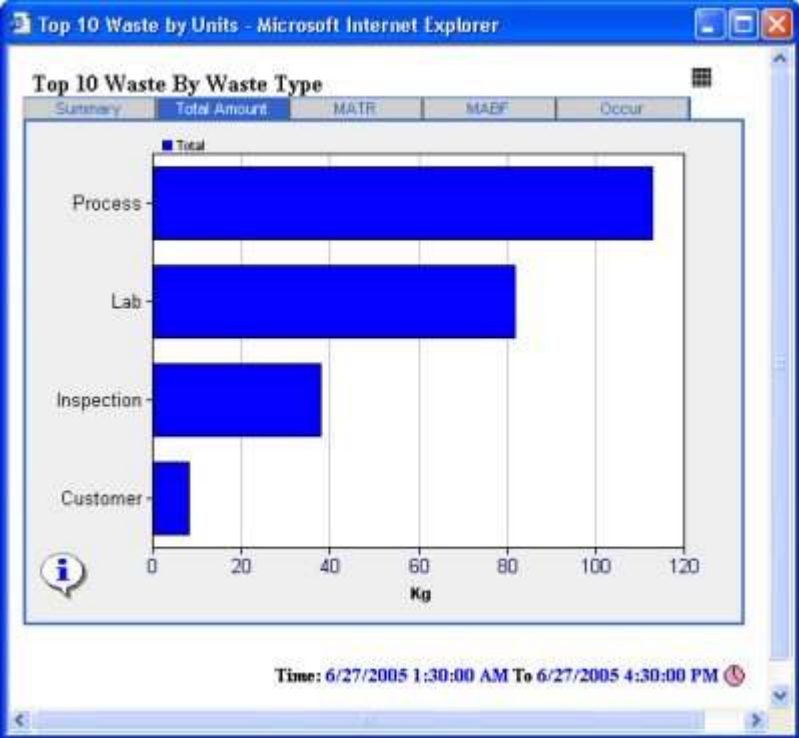 Top 10 Waste by Units - Microsoft Internet Explorer
Top 10 Waste By Waste Type
Summary Total Amount MATR MABF Occur
Total
Process
Lab
Inspection
Customer
0 20 40 60 80 100 120
Kg
i
Time: 6/27/2005 1:30:00 AM To 6/27/2005 4:30:00 PM